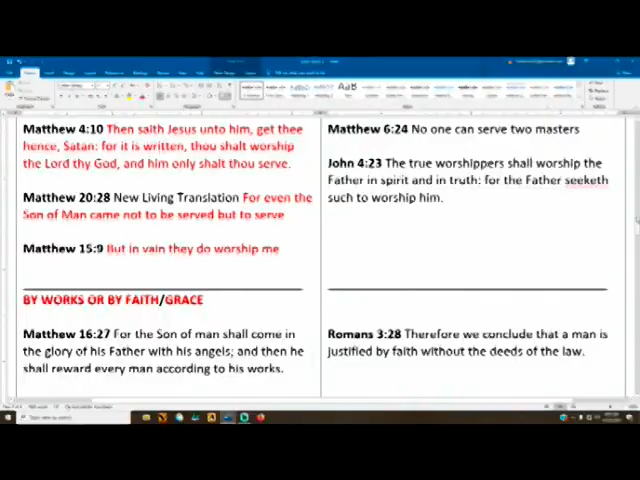 Matthew 4:10 Then saith Jesus unto him, get thee
hence, Satan: for it is written, thou shalt worship
the Lord thy God, and him only shalt thou serve.
Matthew 20:28 New Living Translation For even the
Son of Man came not to be served but to serve
Matthew 15:9 But in vain they do worship me
BY WORKS OR BY FAITH/GRACE
Matthew 16:27 For the Son of man shall come in
the glory of his Father with his angels; and then he
shall reward every man according to his works.
Matthew 6:24 No one can serve two masters
John 4:23 The true worshippers shall worship the
Father in spirit and in truth: for the Father seeketh
such to worship him.
Romans 3:28 Therefore we conclude that a man is
justified by faith without the deeds of the law.